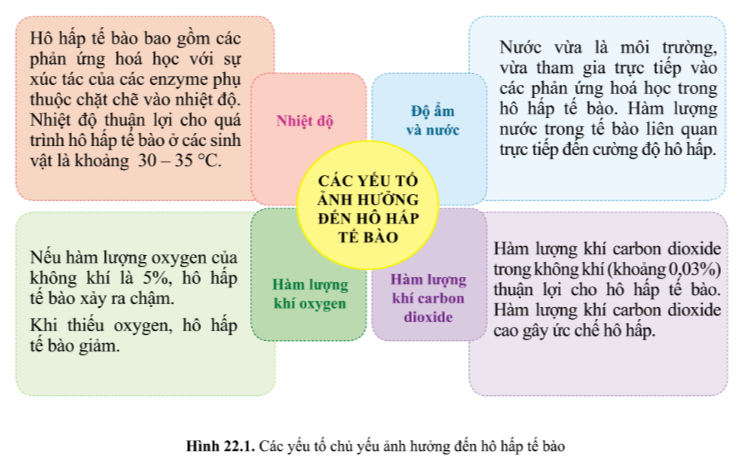 Hô hấp tế bào bao gồm các
phản ứng hoá học với sự
xúc tác của các enzyme phụ
thuộc chặt chẽ vào nhiệt độ.
Nhiệt độ thuận lợi cho quá
trình hô hấp tế bào ở các sinh
vật là khoảng 30 – 35 °C.
Nhiệt độ
Độ ẩm
và nước
Nước vừa là môi trường,
vừa tham gia trực tiếp vào
các phản ứng hoá học trong
hô hấp tế bào. Hàm lượng
nước trong tế bào liên quan
trực tiếp đến cường độ hô hấp.
CÁC YẾU TỐ
ẢNH HƯỞNG
ĐẾN HÔ HẤP
TẾ BÀO
Nếu hàm lượng oxygen của
không khí là 5%, hô hấp
tế bào xảy ra chậm.
Khi thiếu oxygen, hô hấp
tế bào giảm.
Hàm lượng
khí oxygen
Hàm lượng
khí carbon
dioxide
Hàm lượng khí carbon dioxide
trong không khí (khoảng 0,03%)
thuận lợi cho hô hấp tế bào.
Hàm lượng khí carbon dioxide
cao gây ức chế hô hấp.
Hình 22.1. Các yếu tố chủ yếu ảnh hưởng đến hô hấp tế bào